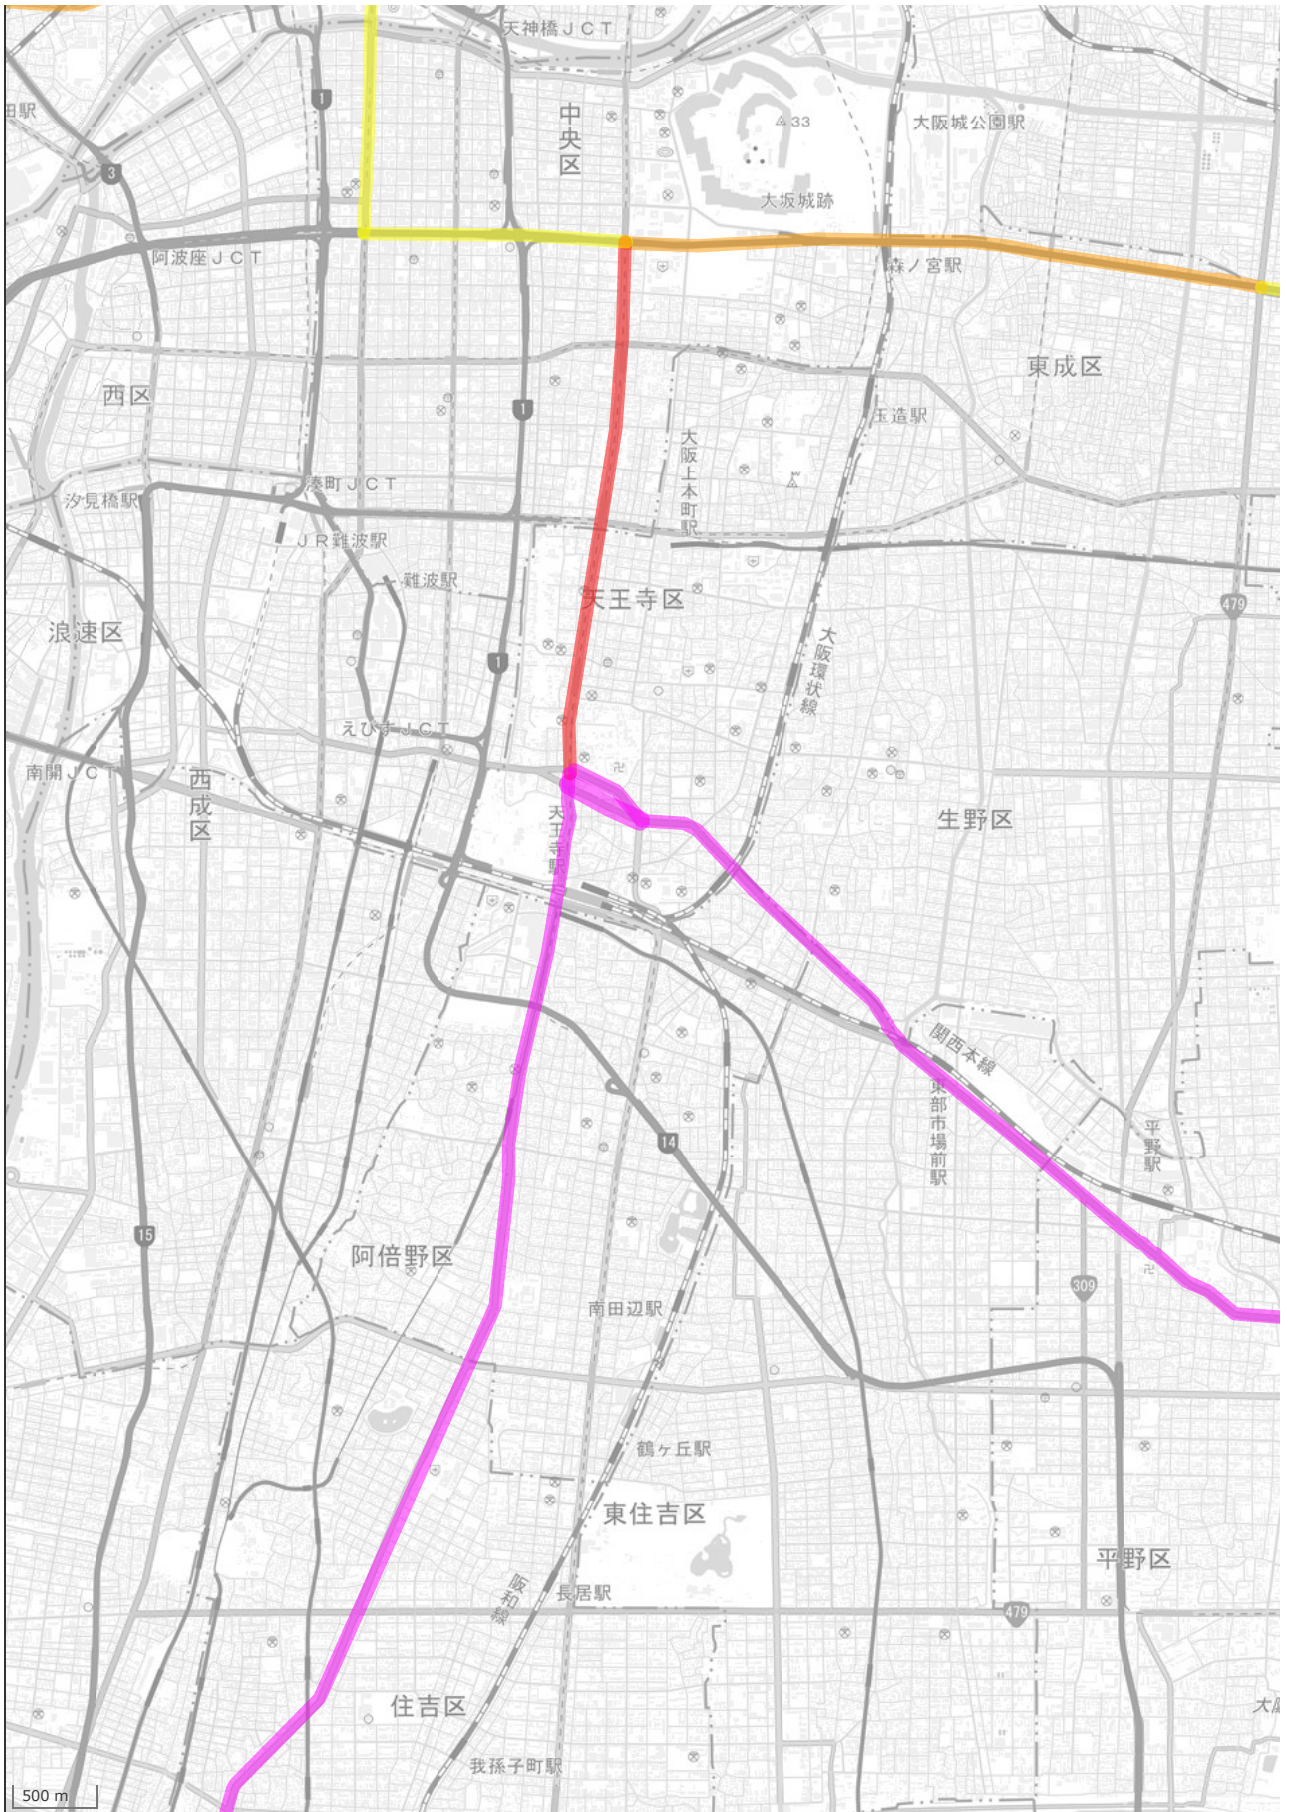 天神橋ＪＣＴ
1
中央区
33
大阪城公園駅
田駅
3
大坂城跡
阿波座ＪＣＴ
森ノ宮駅
東成区
西区
1
玉造駅
大阪上本町駅
湊町ＪＣＴ
汐見橋駅
ＪＲ難波駅
難波駅
天王寺区
479
浪速区
大阪環状線
1
えびすＪＣＴ
南開ＪＣＴ
西成区
天王寺駅
生野区
関西本線
東部市場前駅
平野駅
14
15
阿倍野区
309
南田辺駅
鶴ヶ丘駅
東住吉区
平野区
阪和線
長居駅
479
住吉区
我孫子町駅
500 m